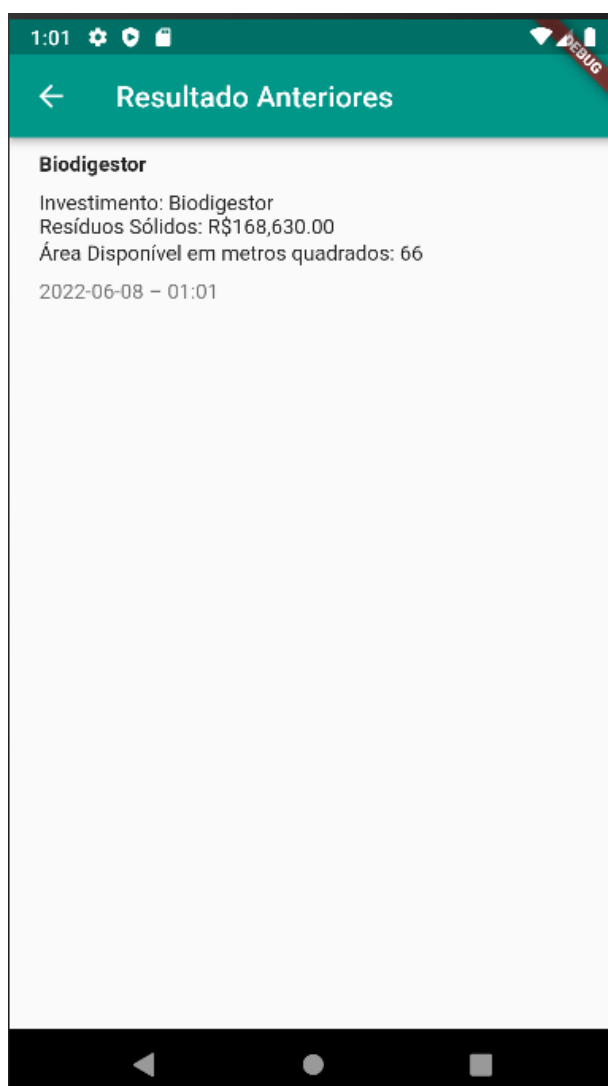 1:01
DEBUG
Resultado Anteriores
Biodigestor
Investimento: Biodigestor
Resíduos Sólidos: R$168,630.00
Área Disponível em metros quadrados: 66
2022-06-08 – 01:01